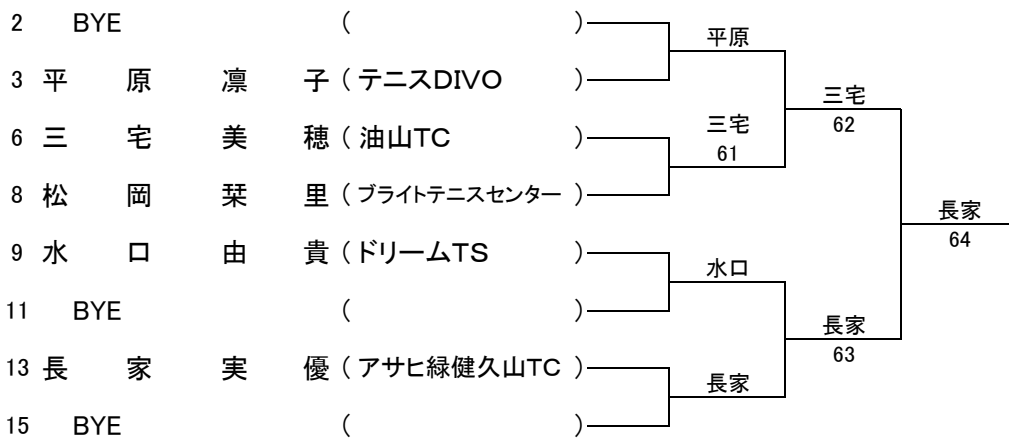 2 BYE ( )
平原
3 平原凛子 ( テニスDIVO )
三宅
62
6 三宅美穂 ( 油山TC )
三宅
61
8 松岡栞里 ( ブライトテニスセンター )
長家
64
9 水口由貴 ( ドリームTS )
水口
11 BYE ( )
長家
63
13 長家実優 ( アサヒ緑健久山TC )
長家
15 BYE ( )